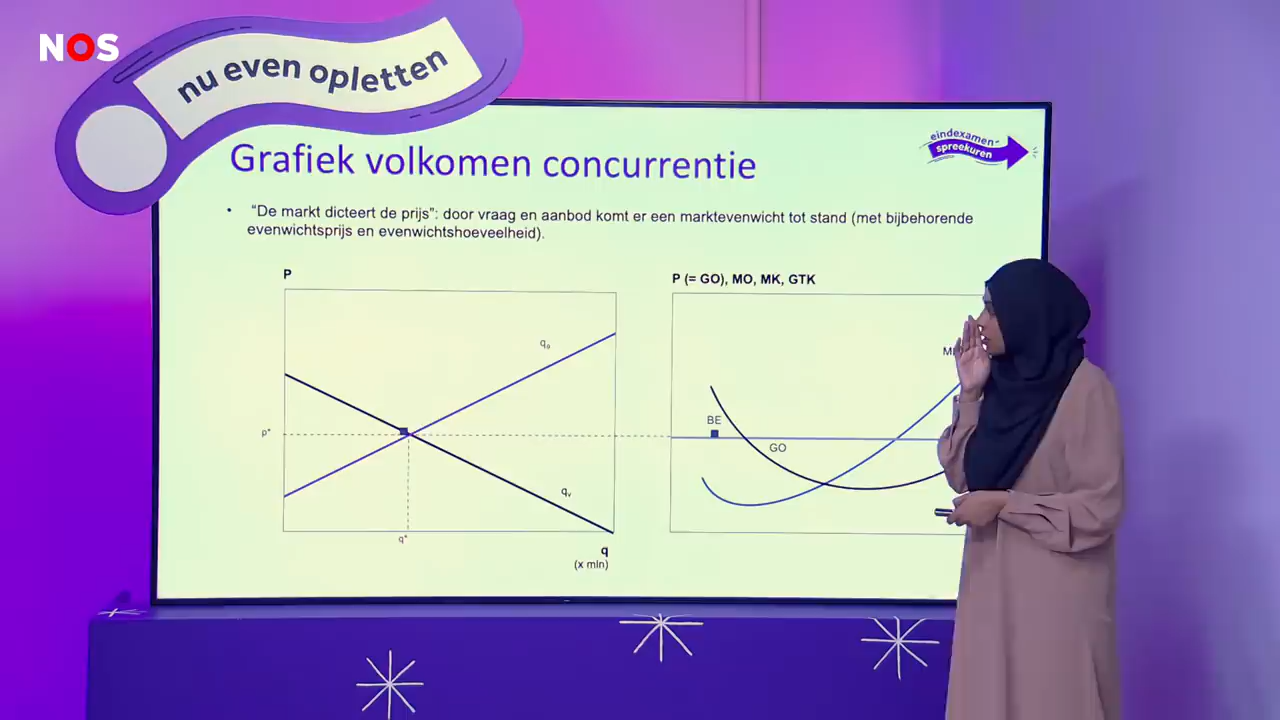 NOS
nu even opletten
eindexamen-
spreekuren
Grafiek volkomen concurrentie
• “De markt dicteert de prijs”: door vraag en aanbod komt er een marktevenwicht tot stand (met bijbehorende
evenwichtsprijs en evenwichtshoeveelheid).
P
P (= GO), MO, MK, GTK
qa
BE
GO
p*
qv
q*
q
(x mln)